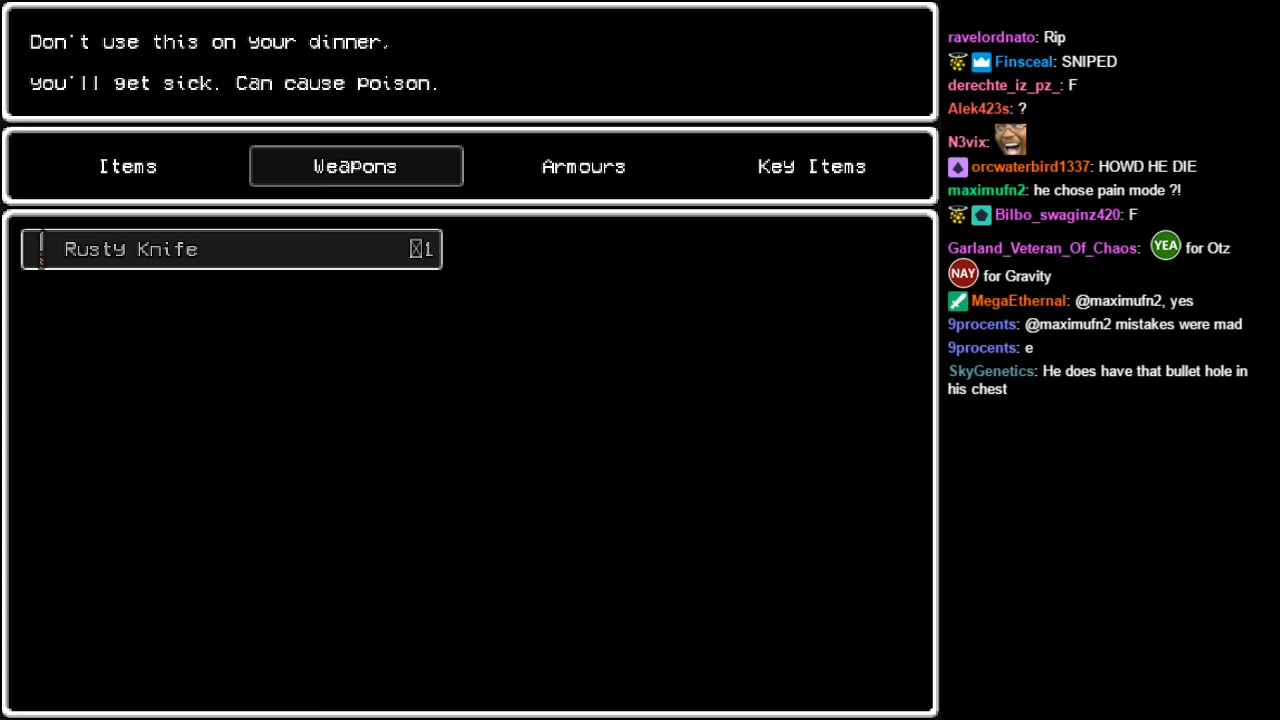 Don't use this on your dinner,
you'll get sick. Can cause poison.
Items Weapons Armours Key Items
Rusty Knife 1
ravelordnato: Rip
Finsceal: SNIPED
derechte_iz_pz_: F
Alek423s: ?
N3vix:
orcwaterbird1337: HOWD HE DIE
maximufn2: he chose pain mode ?!
Bilbo_swaginz420: F
Garland_Veteran_Of_Chaos: YEA for Otz
NAY for Gravity
MegaEthernal: @maximufn2, yes
9procents: @maximufn2 mistakes were mad
9procents: e
SkyGenetics: He does have that bullet hole in
his chest